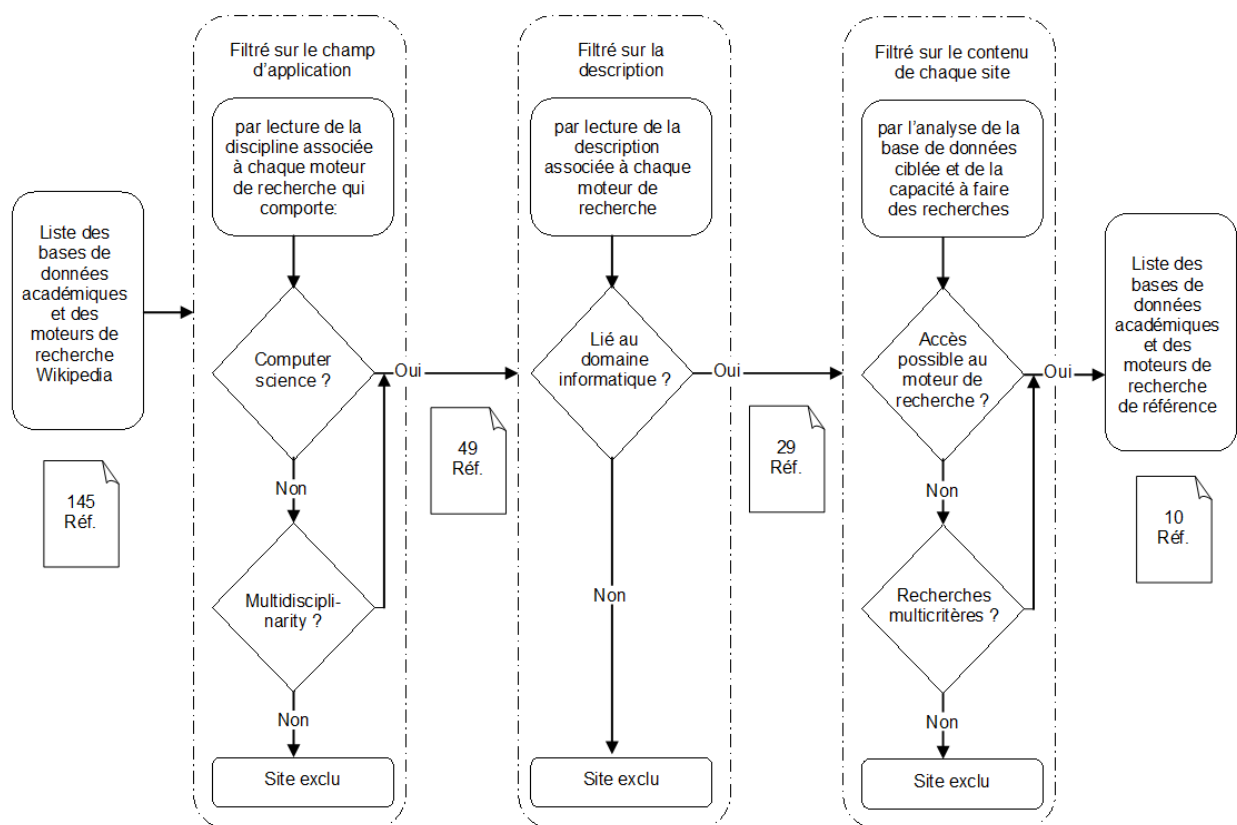 Liste des
bases de
données
académiques
et des
moteurs de
recherche
Wikipedia
145
Réf.
Filtré sur le champ
d'application
par lecture de la
discipline associée
à chaque moteur
de recherche qui
comporte:
Computer
science ?
Oui
Non
Multidiscipli-
narity ?
Non
Site exclu
49
Réf.
Filtré sur la
description
par lecture de la
description
associée à chaque
moteur de
recherche
Lié au
domaine
informatique ?
Oui
Non
Site exclu
29
Réf.
Filtré sur le contenu
de chaque site
par l'analyse de la
base de données
ciblée et de la
capacité à faire
des recherches
Accès
possible au
moteur de
recherche ?
Oui
Non
Recherches
multicritères ?
Non
Site exclu
Liste des
bases de
données
académiques
et des
moteurs de
recherche
de référence
10
Réf.